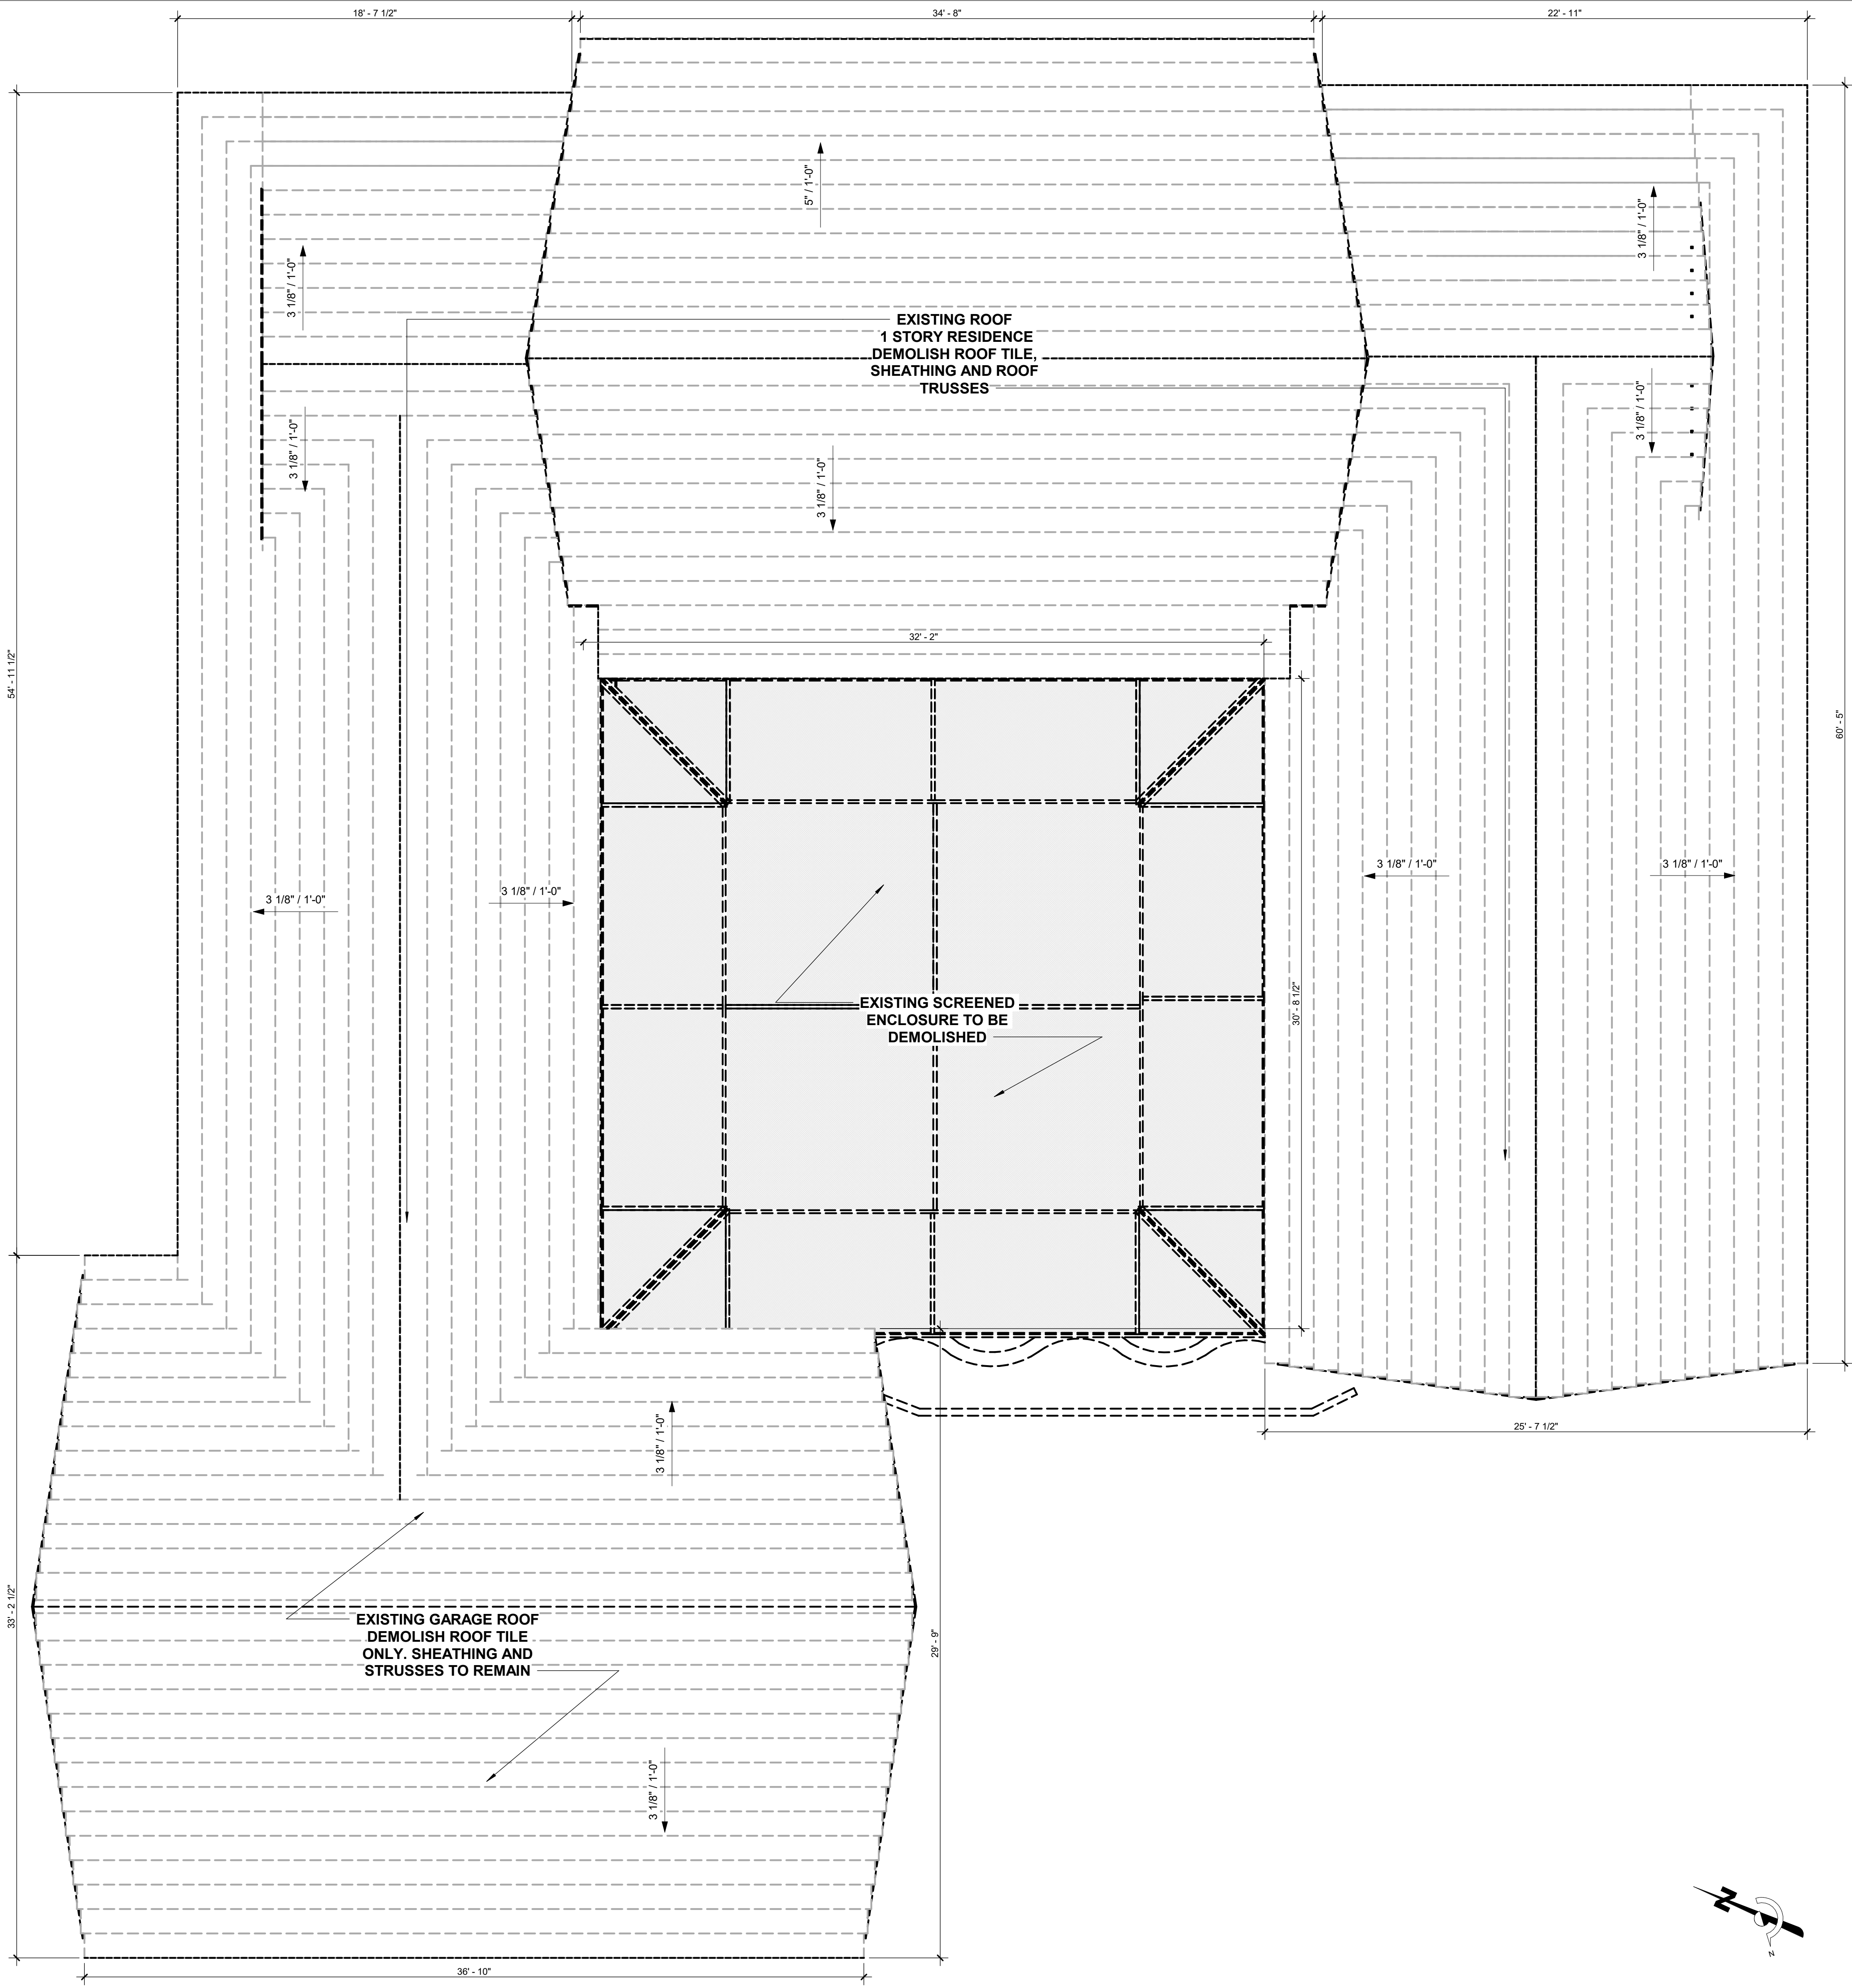 18' - 7 1/2"
34' - 8"
22' - 11"
5" / 1'-0"
3 1/8" / 1'-0"
3 1/8" / 1'-0"
EXISTING ROOF
1 STORY RESIDENCE
DEMOLISH ROOF TILE,
SHEATHING AND ROOF
TRUSSES
3 1/8" / 1'-0"
3 1/8" / 1'-0"
3 1/8" / 1'-0"
32' - 2"
54' - 11 1/2"
60' - 5"
3 1/8" / 1'-0"
3 1/8" / 1'-0"
3 1/8" / 1'-0"
3 1/8" / 1'-0"
EXISTING SCREENED
ENCLOSURE TO BE
DEMOLISHED
30' - 8 1/2"
25' - 7 1/2"
3 1/8" / 1'-0"
33' - 2 1/2"
EXISTING GARAGE ROOF
DEMOLISH ROOF TILE
ONLY. SHEATHING AND
STRUSSES TO REMAIN
29' - 9"
3 1/8" / 1'-0"
36' - 10"
N
N